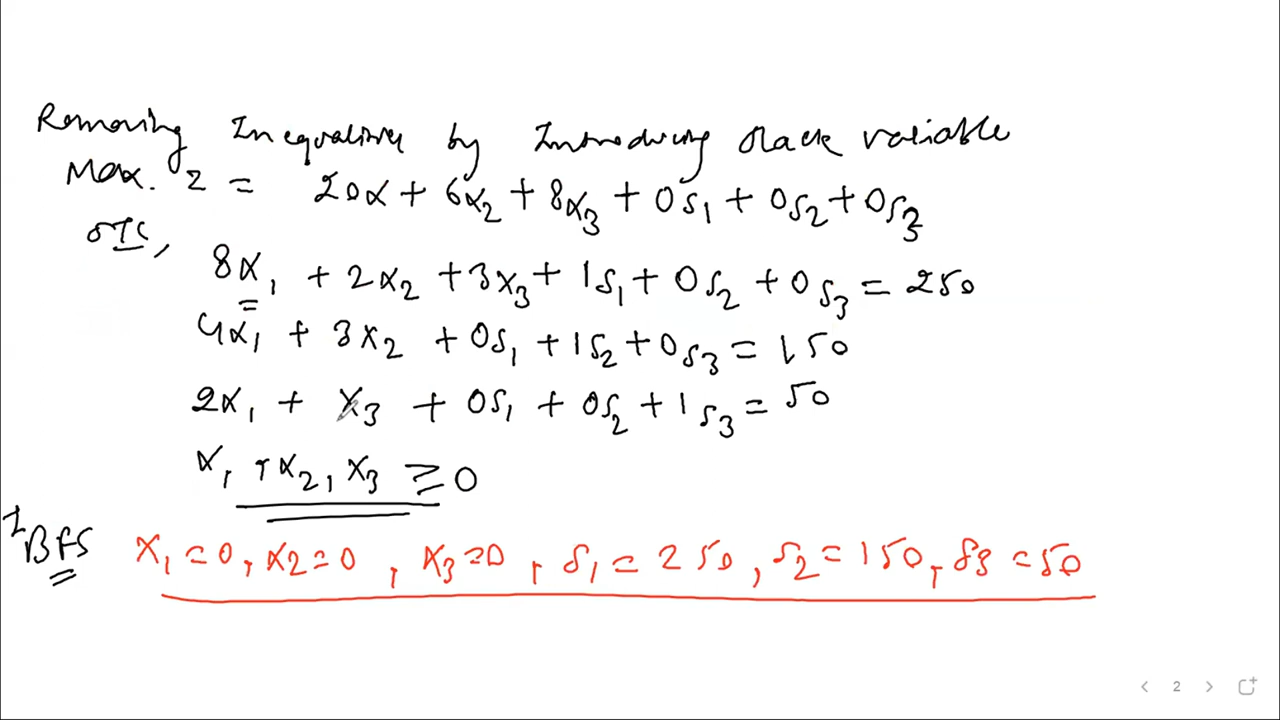 Removing Inequalities by Introducing slack variable
Max. z = 20x + 6x₂ + 8x₃ + 0s₁ + 0s₂ + 0s₃
STC,
8x₁ + 2x₂ + 3x₃ + 1s₁ + 0s₂ + 0s₃ = 250
4x₁ + 3x₂ + 0s₁ + 1s₂ + 0s₃ = 150
2x₁ + x₃ + 0s₁ + 0s₂ + 1s₃ = 50
x₁, x₂, x₃ ≥ 0
IBFS x₁ = 0, x₂ = 0, x₃ = 0, s₁ = 250, s₂ = 150, s₃ = 50
2